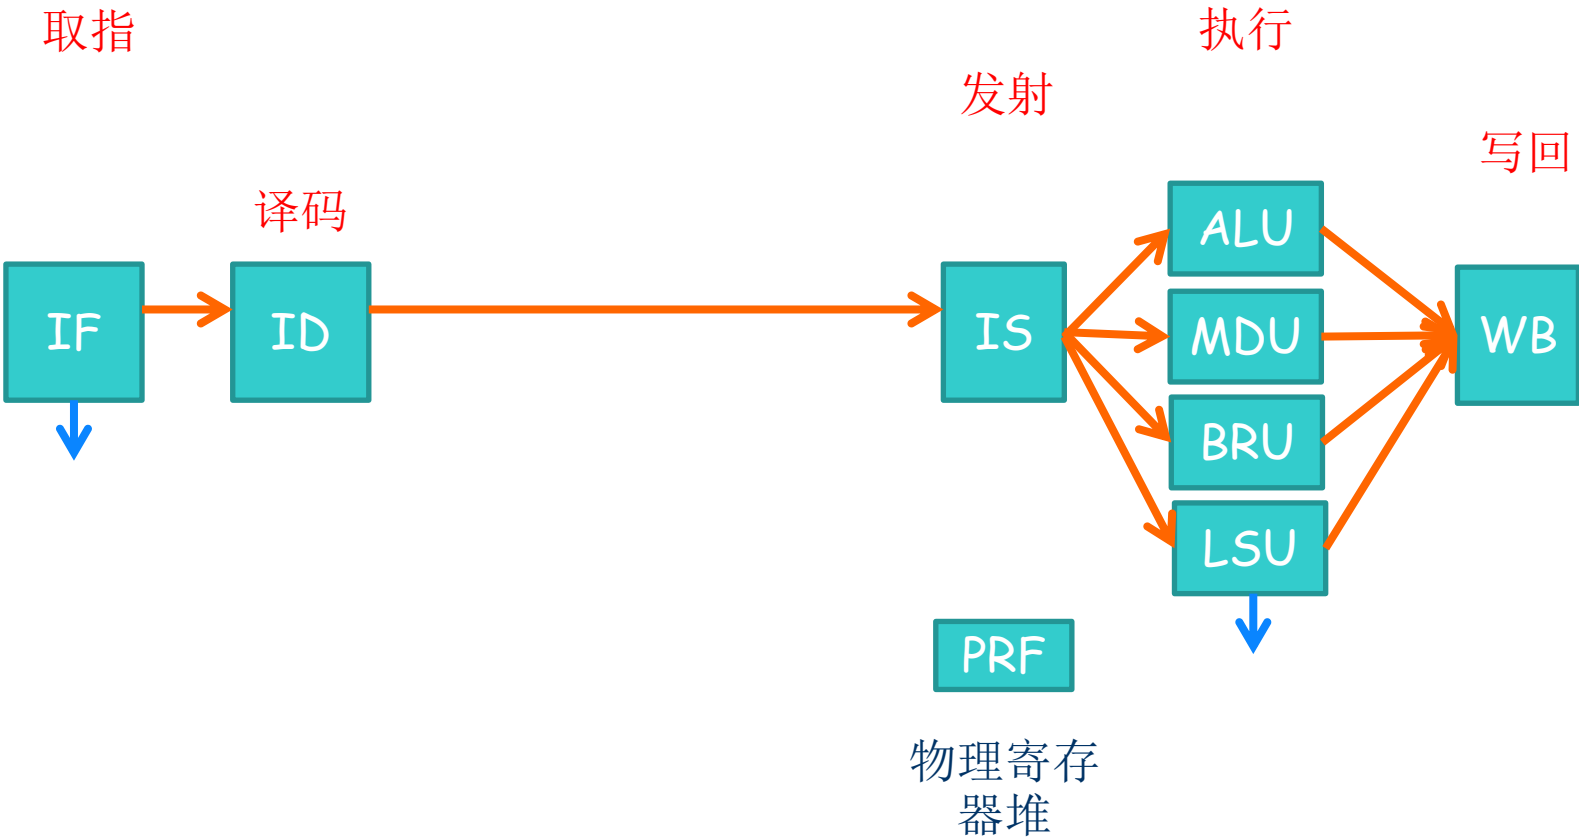 取指
执行
发射
写回
译码
ALU
IF
ID
IS
MDU
WB
BRU
LSU
PRF
物理寄存
器堆